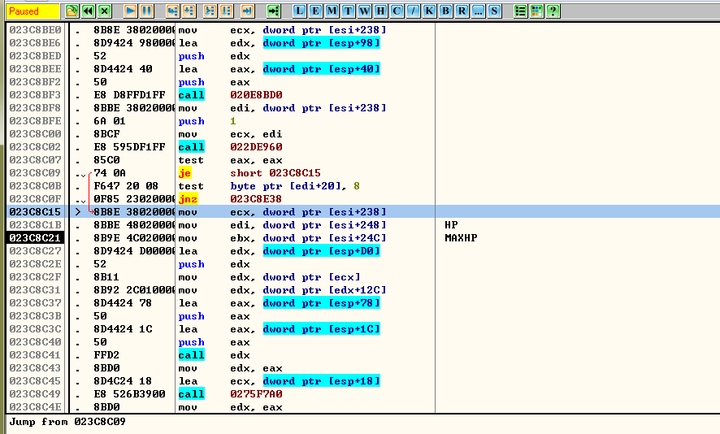 Paused L E M T W H C / K B R ... S ?
023C8BE0 . 8B8E 38020000 mov ecx, dword ptr [esi+238]
023C8BE6 . 8D9424 980000 lea edx, dword ptr [esp+98]
023C8BED . 52 push edx
023C8BEE . 8D4424 40 lea eax, dword ptr [esp+40]
023C8BF2 . 50 push eax
023C8BF3 . E8 D8FFD1FF call 020E8BD0
023C8BF8 . 8BBE 38020000 mov edi, dword ptr [esi+238]
023C8BFE . 6A 01 push 1
023C8C00 . 8BCF mov ecx, edi
023C8C02 . E8 595DF1FF call 022DE960
023C8C07 . 85C0 test eax, eax
023C8C09 . 74 0A je short 023C8C15
023C8C0B . F647 20 08 test byte ptr [edi+20], 8
023C8C0F . 0F85 23020000 jnz 023C8E38
023C8C15 > 8B8E 38020000 mov ecx, dword ptr [esi+238]
023C8C1B . 8BBE 48020000 mov edi, dword ptr [esi+248] HP
023C8C21 . 8B9E 4C020000 mov ebx, dword ptr [esi+24C] MAXHP
023C8C27 . 8D9424 D00000 lea edx, dword ptr [esp+D0]
023C8C2E . 52 push edx
023C8C2F . 8B11 mov edx, dword ptr [ecx]
023C8C31 . 8B92 2C010000 mov edx, dword ptr [edx+12C]
023C8C37 . 8D4424 78 lea eax, dword ptr [esp+78]
023C8C3B . 50 push eax
023C8C3C . 8D4424 1C lea eax, dword ptr [esp+1C]
023C8C40 . 50 push eax
023C8C41 . FFD2 call edx
023C8C43 . 8BD0 mov edx, eax
023C8C45 . 8D4C24 18 lea ecx, dword ptr [esp+18]
023C8C49 . E8 526B3900 call 0275F7A0
023C8C4E . 8BD0 mov edx, eax
Jump from 023C8C09